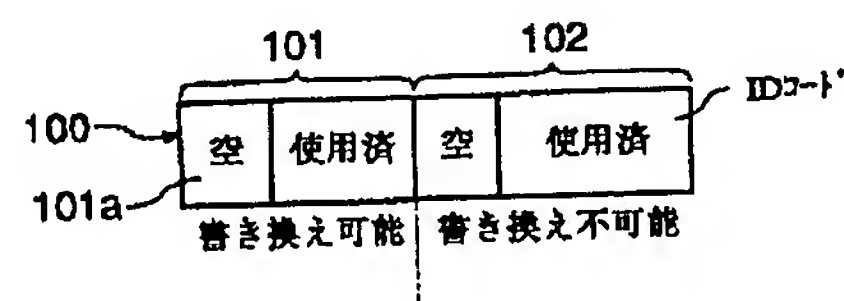 101 102
IDコード
100
空 使用済 空 使用済
101a
書き換え可能 書き換え不可能